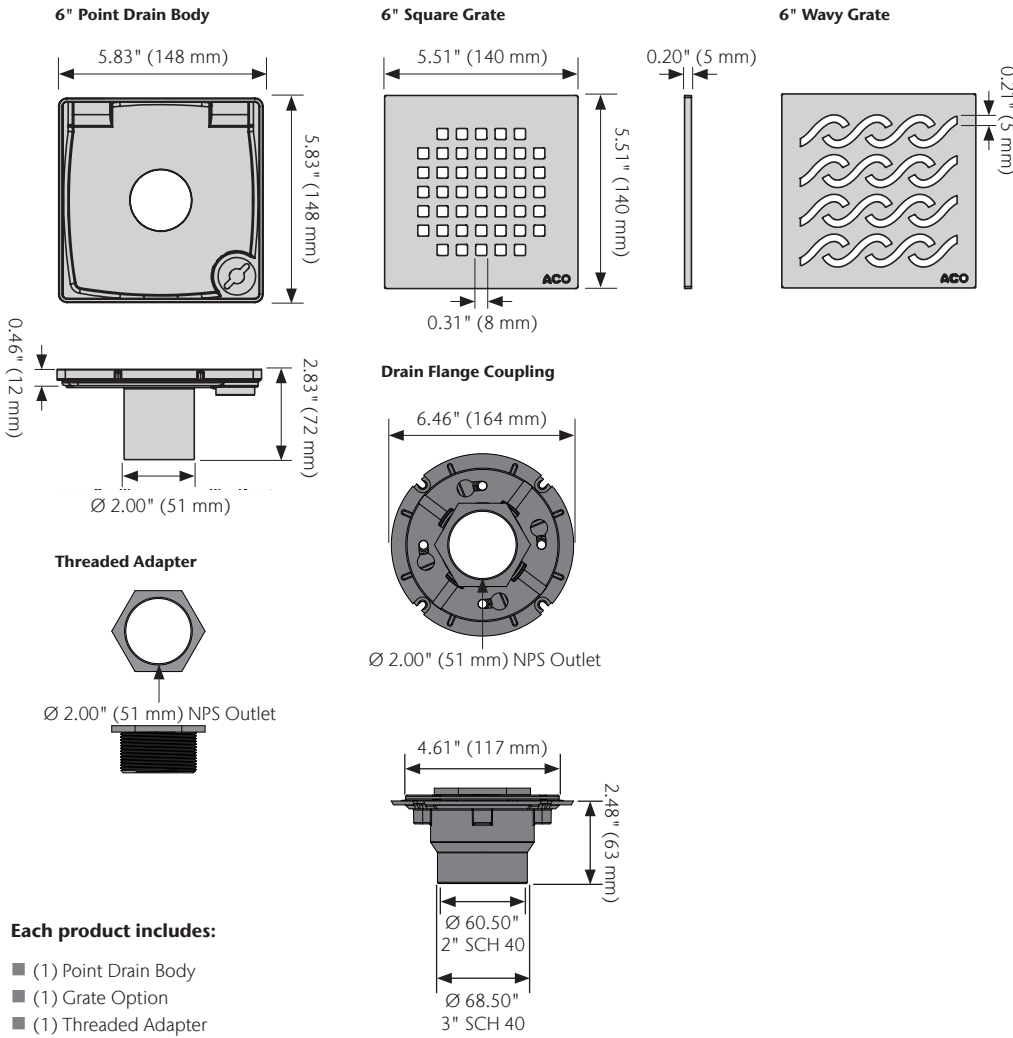 6" Point Drain Body
5.83" (148 mm)
5.83" (148 mm)
0.46" (12 mm)
2.83" (72 mm)
Ø 2.00" (51 mm)
6" Square Grate
5.51" (140 mm)
5.51" (140 mm)
ACO
0.31" (8 mm)
0.20" (5 mm)
6" Wavy Grate
0.21" (5 mm)
ACO
Threaded Adapter
Ø 2.00" (51 mm) NPS Outlet
Drain Flange Coupling
6.46" (164 mm)
Ø 2.00" (51 mm) NPS Outlet
4.61" (117 mm)
2.48" (63 mm)
Ø 60.50"
2" SCH 40
Ø 68.50"
3" SCH 40
Each product includes:
■ (1) Point Drain Body
■ (1) Grate Option
■ (1) Threaded Adapter